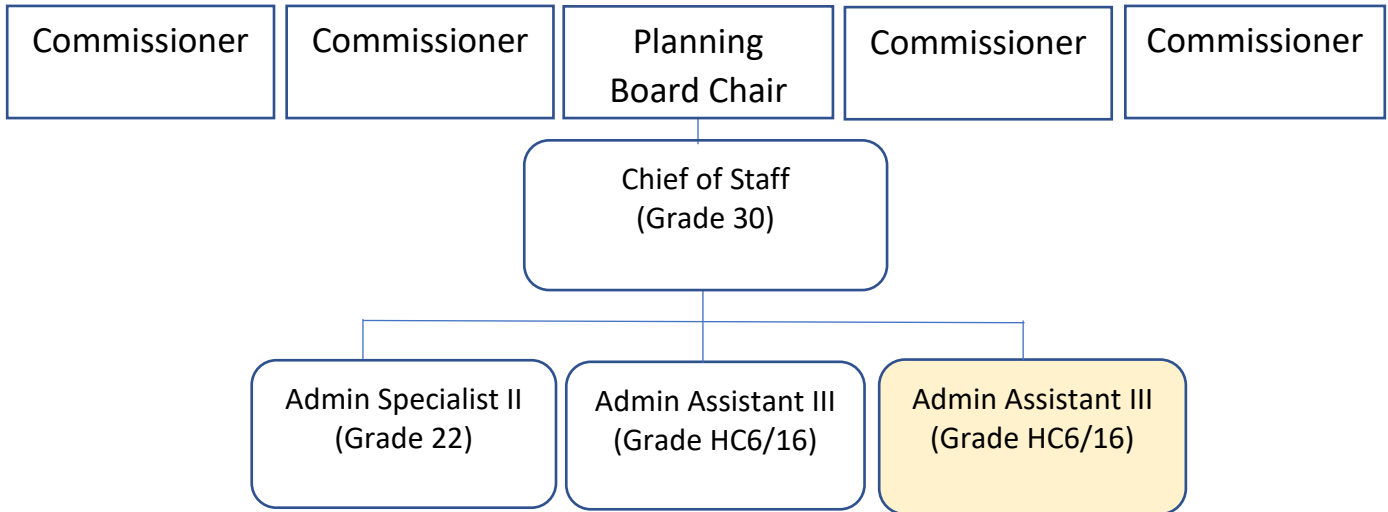 Commissioner
Commissioner
Planning
Board Chair
Commissioner
Commissioner
Chief of Staff
(Grade 30)
Admin Specialist II
(Grade 22)
Admin Assistant III
(Grade HC6/16)
Admin Assistant III
(Grade HC6/16)